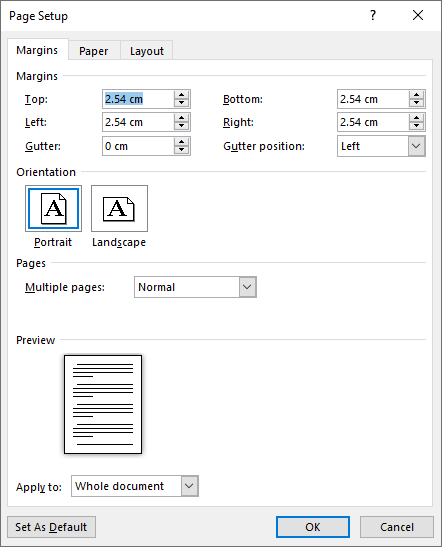 Page Setup ? ×
Margins Paper Layout
Margins
Top: 2.54 cm Bottom: 2.54 cm
Left: 2.54 cm Right: 2.54 cm
Gutter: 0 cm Gutter position: Left
Orientation
A A
Portrait Landscape
Pages
Multiple pages: Normal
Preview
Apply to: Whole document
Set As Default OK Cancel